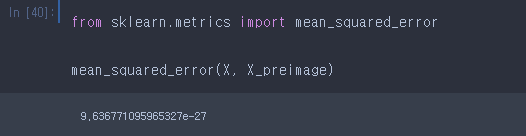 In [40]:
from sklearn.metrics import mean_squared_error
mean_squared_error(X, X_preimage)
9.636771095965327e-27